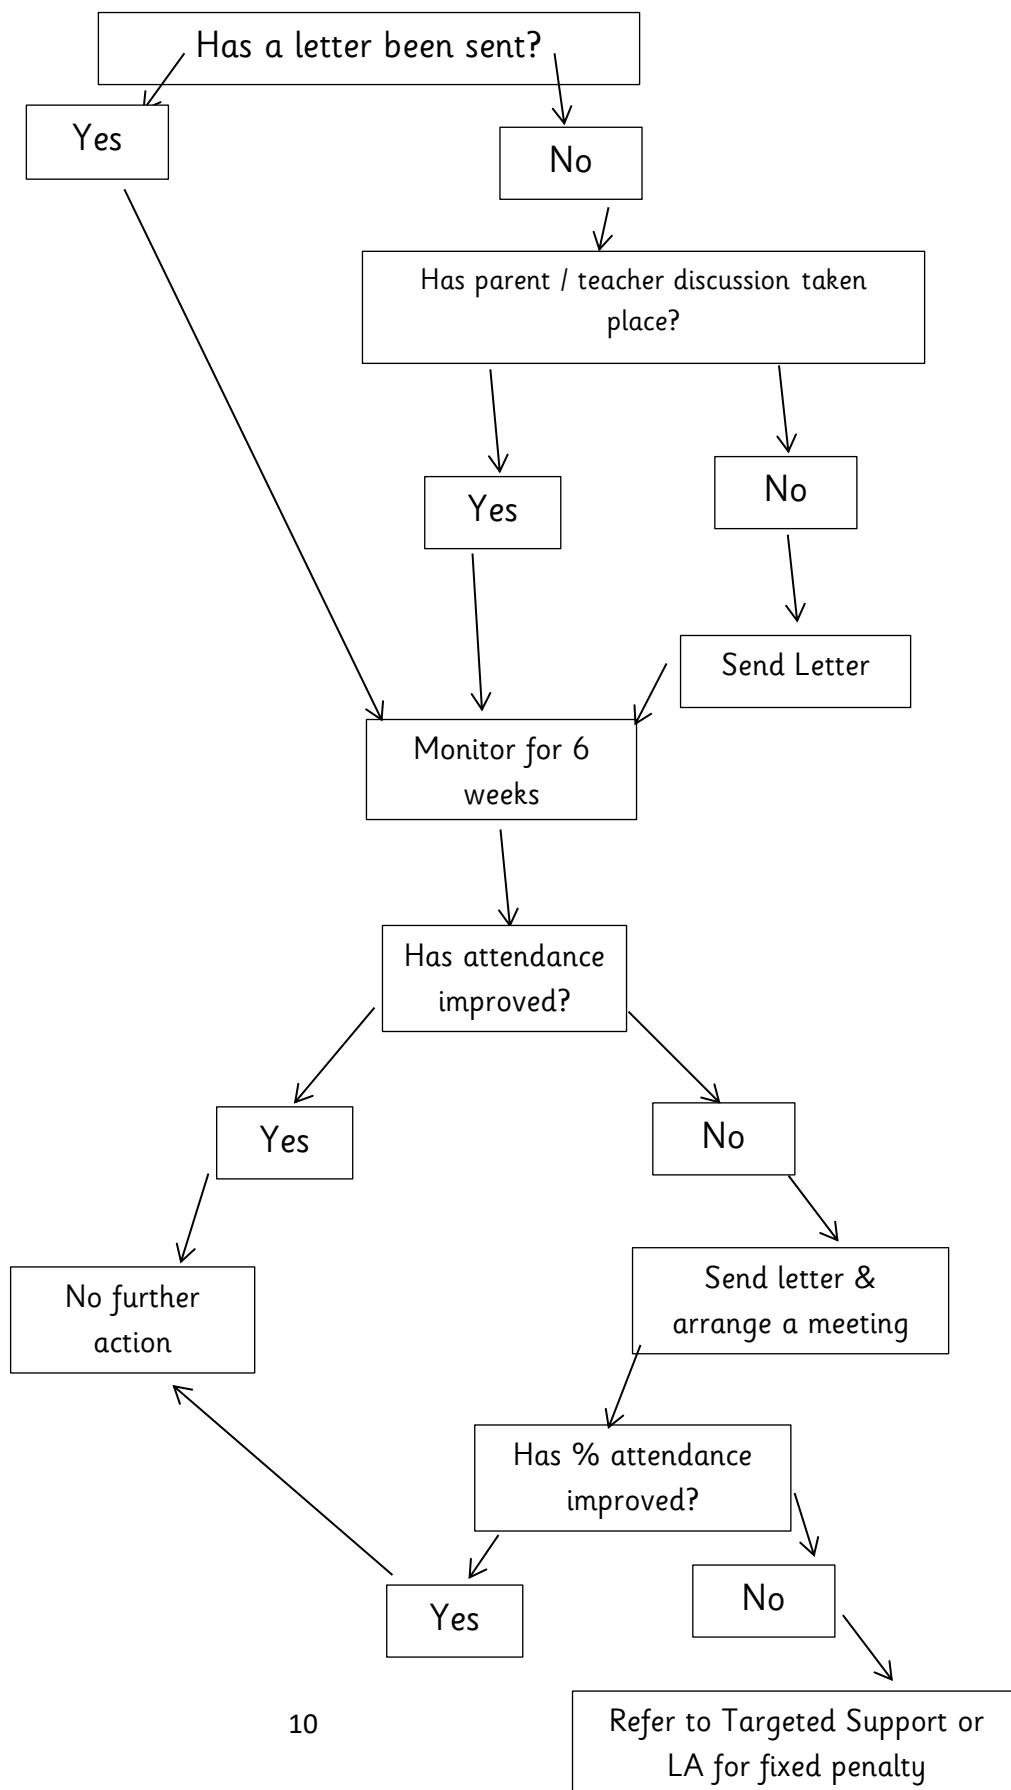 Has a letter been sent?
Yes
No
Has parent / teacher discussion taken
place?
Yes
No
Send Letter
Monitor for 6
weeks
Has attendance
improved?
Yes
No
No further
action
Send letter &
arrange a meeting
Has % attendance
improved?
Yes
No
Refer to Targeted Support or
LA for fixed penalty
10